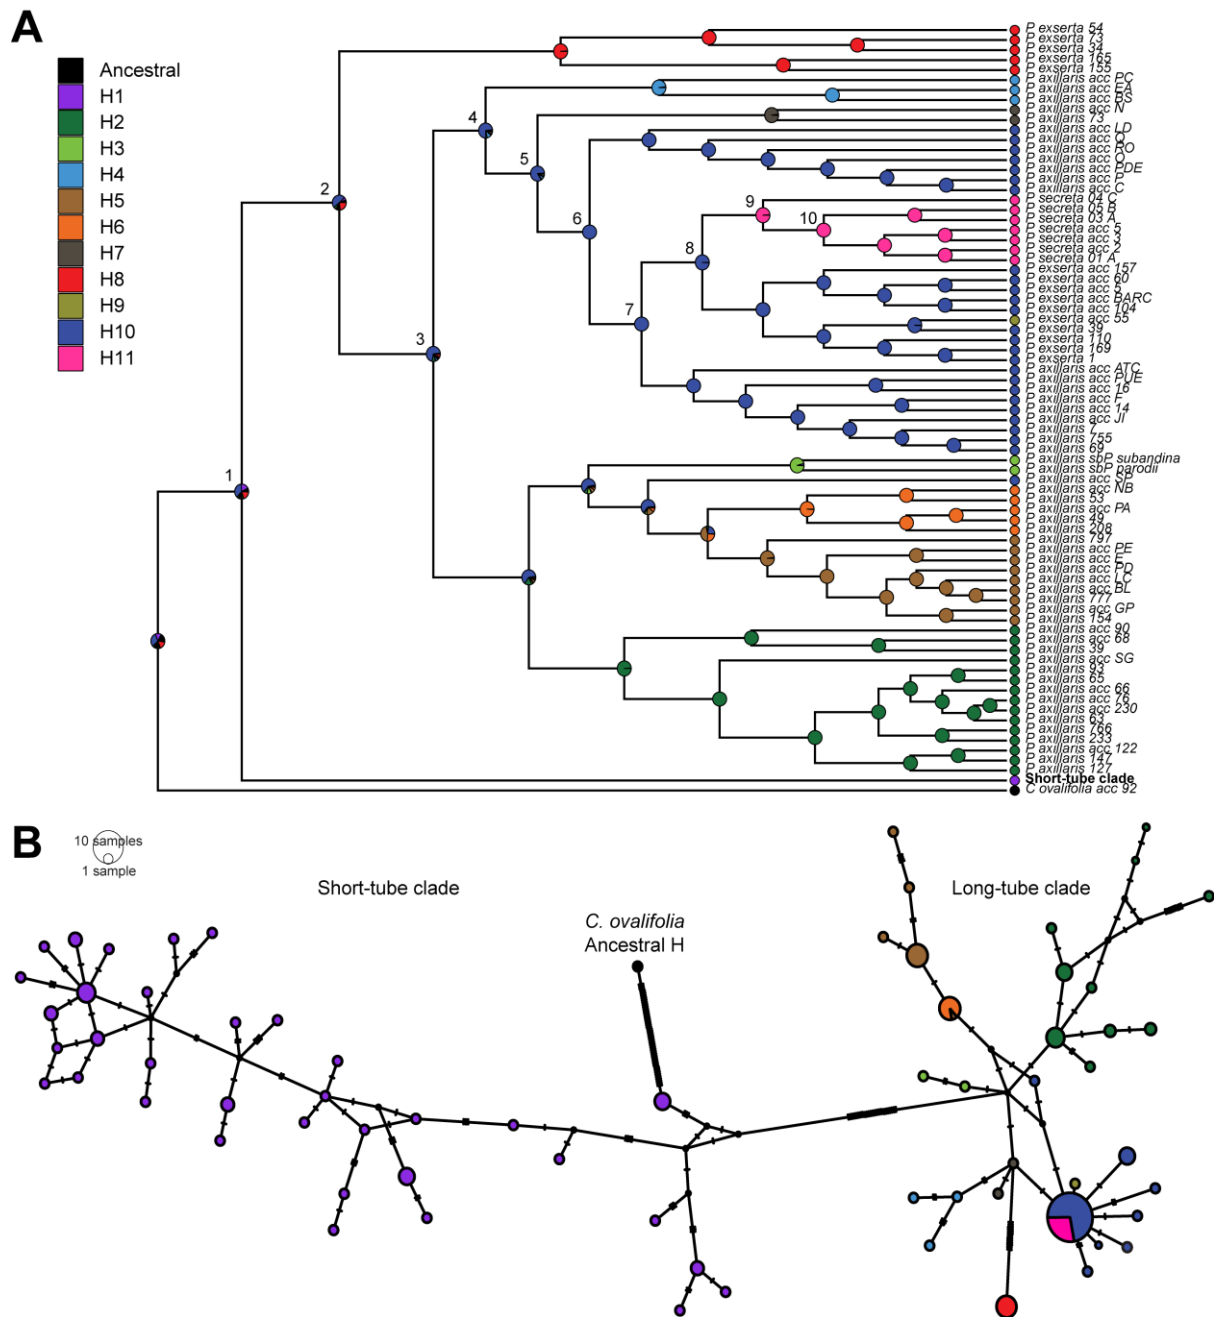 A
Ancestral
H1
H2
H3
H4
H5
H6
H7
H8
H9
H10
H11
1
2
3
4
5
6
7
8
9
10
P exserta 54
P exserta 73
P exserta 34
P exserta 165
P exserta 155
P axillaris acc PC
P axillaris acc EA
P axillaris acc BS
P axillaris acc N
P axillaris 73
P axillaris acc LD
P axillaris acc Q
P axillaris acc RO
P axillaris acc O
P axillaris acc PDE
P axillaris acc P
P axillaris acc C
P secreta 04 C
P secreta 05 B
P secreta 03 A
P secreta acc 5
P secreta acc 3
P secreta acc 2
P secreta 01 A
P exserta acc 157
P exserta acc 60
P exserta acc 5
P exserta acc BARC
P exserta acc 104
P exserta acc 55
P exserta 39
P exserta 110
P exserta 169
P exserta 1
P axillaris acc ATC
P axillaris acc PUE
P axillaris acc 16
P axillaris acc F
P axillaris acc 14
P axillaris acc JI
P axillaris 7
P axillaris 755
P axillaris 69
P axillaris sbP subandina
P axillaris sbP parodii
P axillaris acc SP
P axillaris acc NB
P axillaris 53
P axillaris acc PA
P axillaris 49
P axillaris 208
P axillaris 797
P axillaris acc PE
P axillaris acc E
P axillaris acc PD
P axillaris acc LC
P axillaris acc BL
P axillaris 777
P axillaris acc GP
P axillaris 154
P axillaris acc 90
P axillaris acc 68
P axillaris 39
P axillaris acc SG
P axillaris 93
P axillaris 65
P axillaris acc 66
P axillaris acc 76
P axillaris acc 230
P axillaris 63
P axillaris 766
P axillaris 233
P axillaris acc 122
P axillaris 147
P axillaris 127
Short-tube clade
C ovalifolia acc 92
B
10 samples
1 sample
Short-tube clade
C. ovalifolia
Ancestral H
Long-tube clade